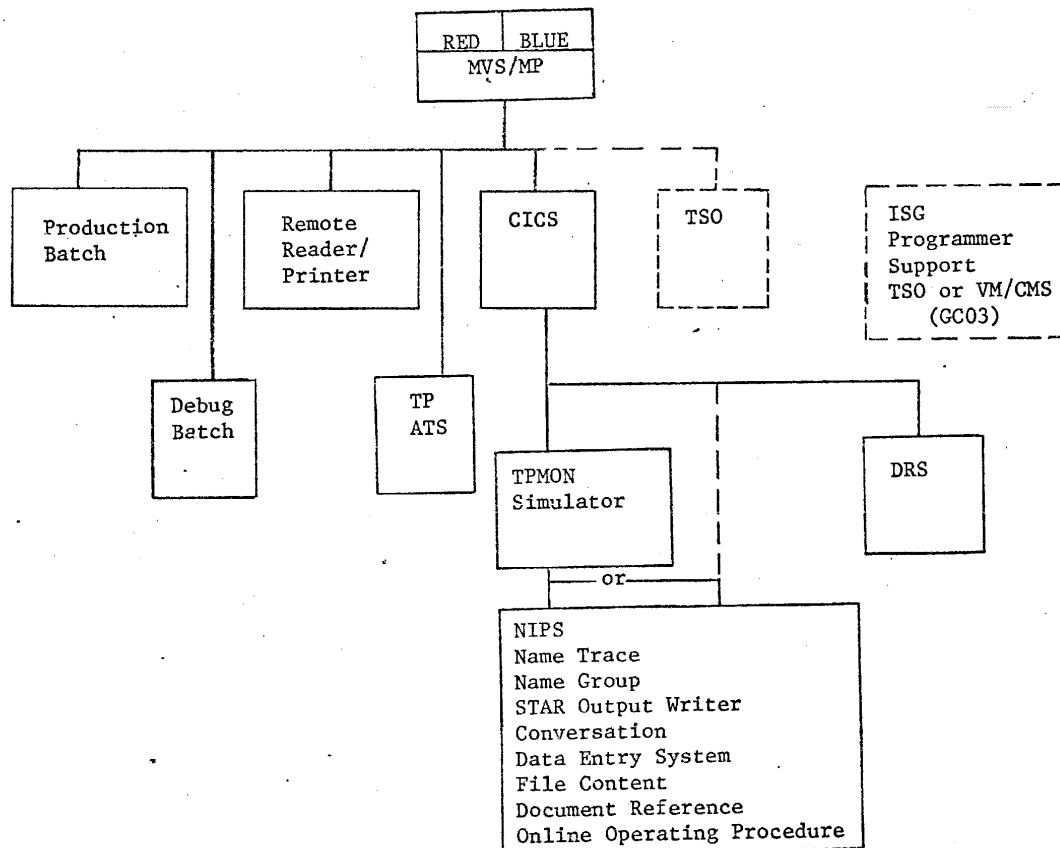 RED BLUE
MVS/MP
Production
Batch
Remote
Reader/
Printer
CICS
TSO
ISG
Programmer
Support
TSO or VM/CMS
(GC03)
Debug
Batch
TP
ATS
TPMON
Simulator
DRS
or
NIPS
Name Trace
Name Group
STAR Output Writer
Conversation
Data Entry System
File Content
Document Reference
Online Operating Procedure